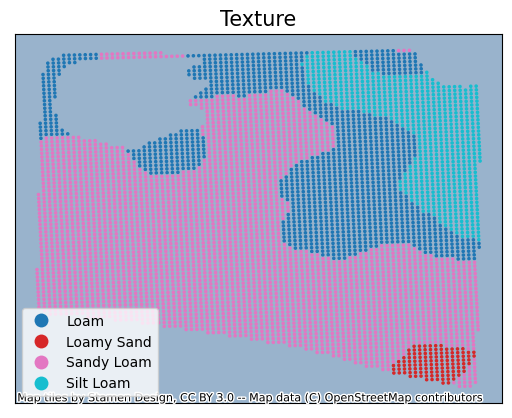 Texture
Loam
Loamy Sand
Sandy Loam
Silt Loam
Map tiles by Stamen Design, CC BY 3.0 -- Map data (C) OpenStreetMap contributors